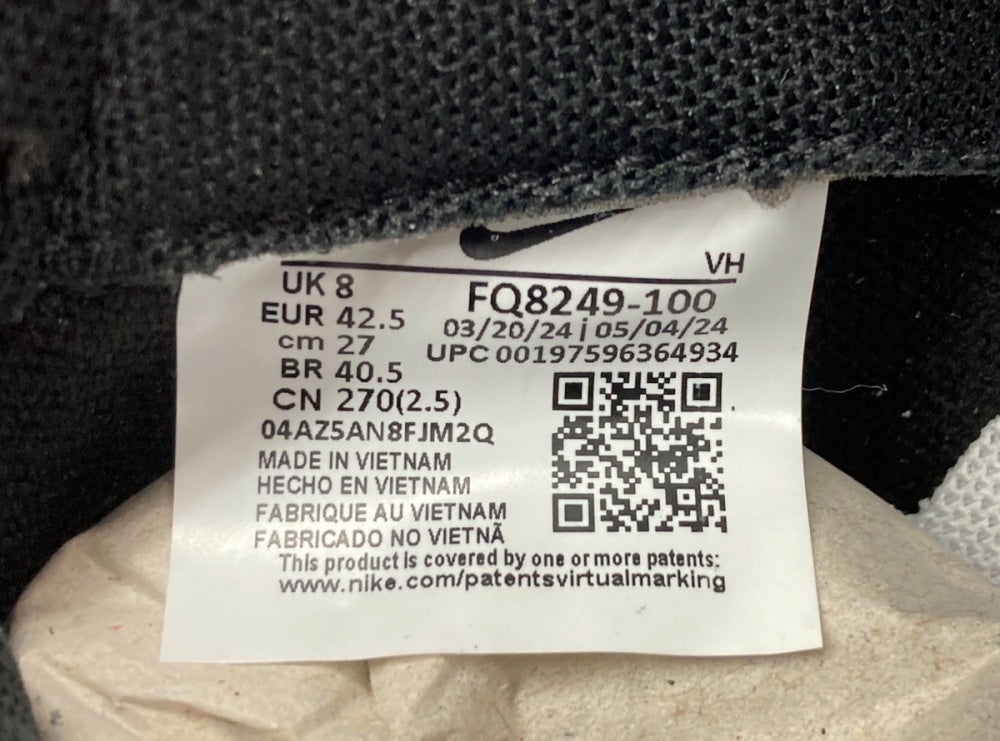 VH
UK 8
EUR 42.5
cm 27
BR 40.5
CN 270(2.5)
FQ8249-100
03/20/24 | 05/04/24
UPC 00197596364934
04AZ5AN8FJM2Q
MADE IN VIETNAM
HECHO EN VIETNAM
FABRIQUE AU VIETNAM
FABRICADO NO VIETNÃ
This product is covered by one or more patents:
www.nike.com/patentsvirtualmarking